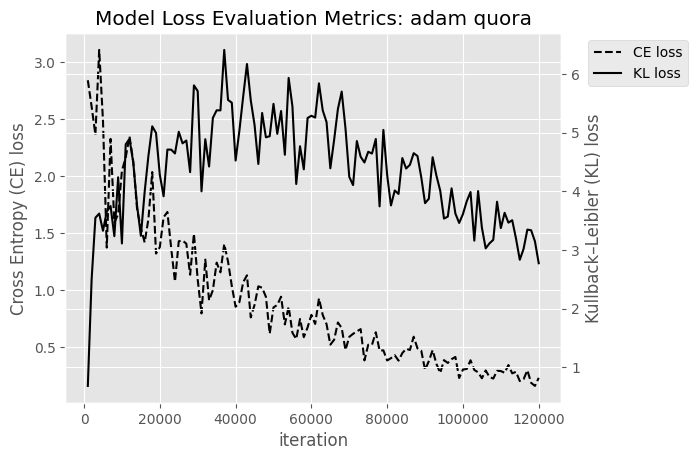 Model Loss Evaluation Metrics: adam quora
CE loss
KL loss
Cross Entropy (CE) loss
3.0
2.5
2.0
1.5
1.0
0.5
6
5
4
3
2
1
Kullback–Leibler (KL) loss
0 20000 40000 60000 80000 100000 120000
iteration